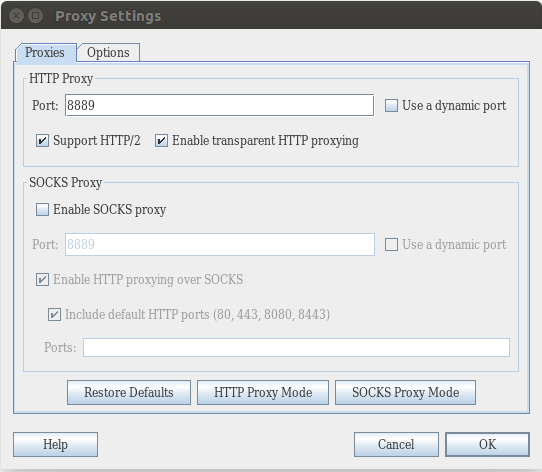 Proxy Settings
Proxies Options
HTTP Proxy
Port: 8889 Use a dynamic port
Support HTTP/2 Enable transparent HTTP proxying
SOCKS Proxy
Enable SOCKS proxy
Port: 8889 Use a dynamic port
Enable HTTP proxying over SOCKS
Include default HTTP ports (80, 443, 8080, 8443)
Ports:
Restore Defaults HTTP Proxy Mode SOCKS Proxy Mode
Help Cancel OK